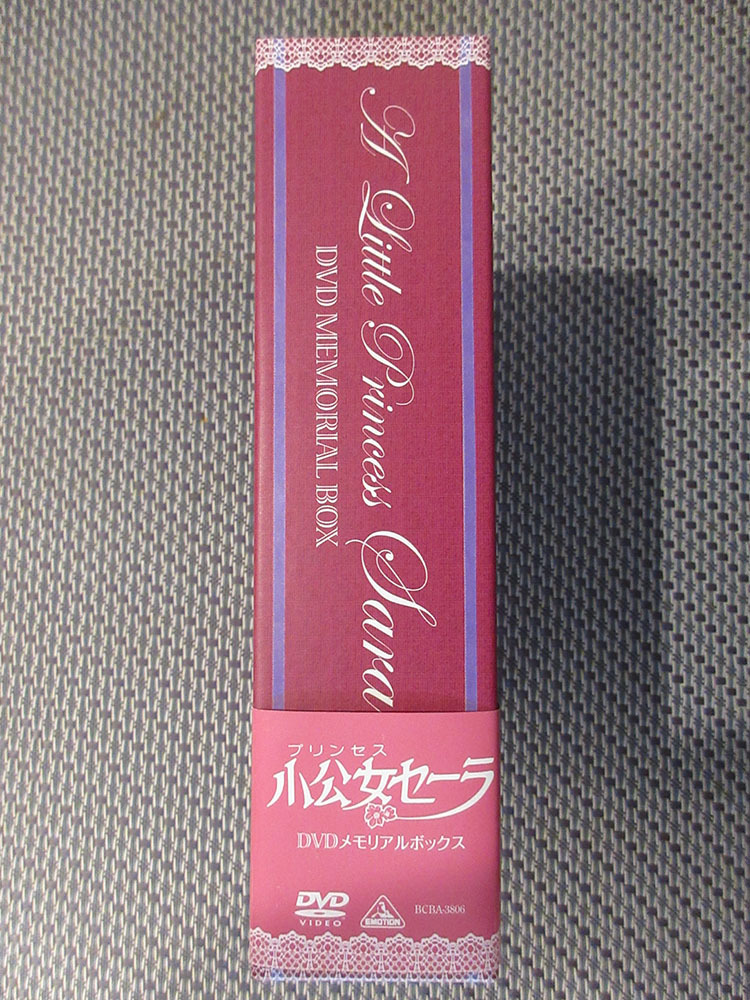 A Little Princess Sara
DVD MEMORIAL BOX
プリンセス
小公女セーラ
DVDメモリアルボックス
DVD
VIDEO
EMOTION
BCBA-3806